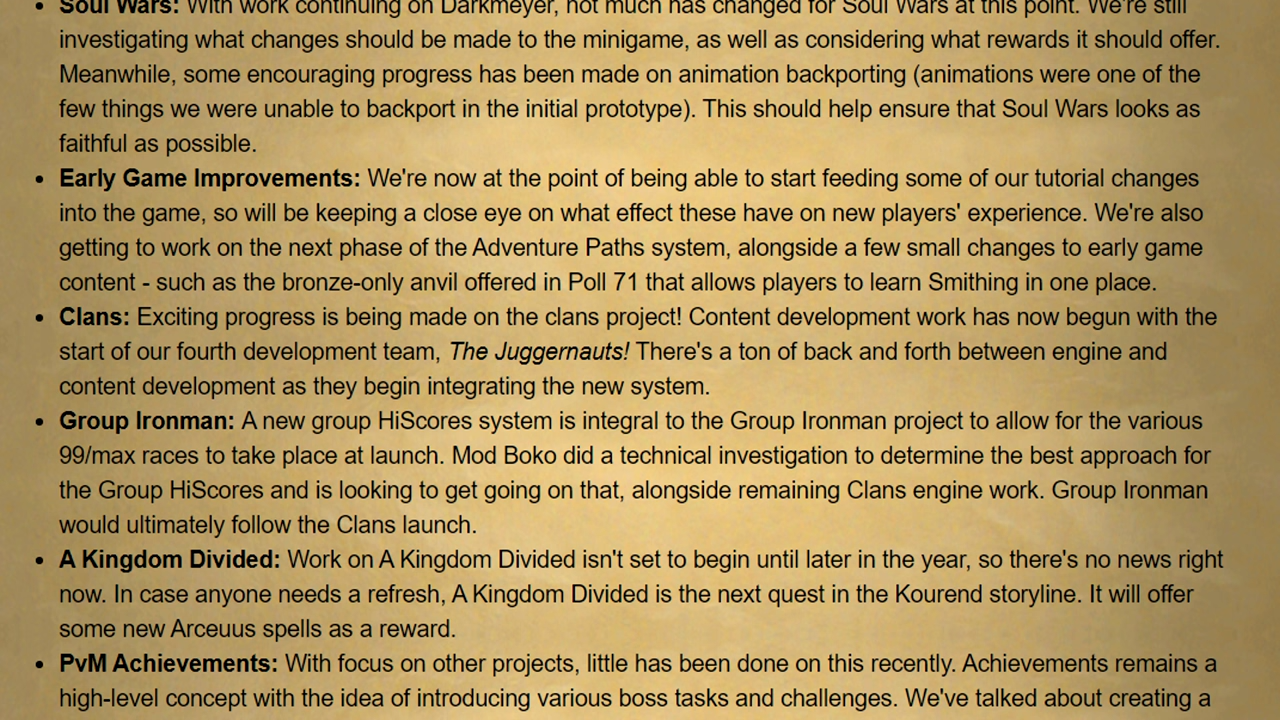 • Soul Wars: With work continuing on Darkmeyer, not much has changed for Soul Wars at this point. We're still
investigating what changes should be made to the minigame, as well as considering what rewards it should offer.
Meanwhile, some encouraging progress has been made on animation backporting (animations were one of the
few things we were unable to backport in the initial prototype). This should help ensure that Soul Wars looks as
faithful as possible.
• Early Game Improvements: We're now at the point of being able to start feeding some of our tutorial changes
into the game, so will be keeping a close eye on what effect these have on new players' experience. We're also
getting to work on the next phase of the Adventure Paths system, alongside a few small changes to early game
content - such as the bronze-only anvil offered in Poll 71 that allows players to learn Smithing in one place.
• Clans: Exciting progress is being made on the clans project! Content development work has now begun with the
start of our fourth development team, The Juggernauts! There's a ton of back and forth between engine and
content development as they begin integrating the new system.
• Group Ironman: A new group HiScores system is integral to the Group Ironman project to allow for the various
99/max races to take place at launch. Mod Boko did a technical investigation to determine the best approach for
the Group HiScores and is looking to get going on that, alongside remaining Clans engine work. Group Ironman
would ultimately follow the Clans launch.
• A Kingdom Divided: Work on A Kingdom Divided isn't set to begin until later in the year, so there's no news right
now. In case anyone needs a refresh, A Kingdom Divided is the next quest in the Kourend storyline. It will offer
some new Arceuus spells as a reward.
• PvM Achievements: With focus on other projects, little has been done on this recently. Achievements remains a
high-level concept with the idea of introducing various boss tasks and challenges. We've talked about creating a